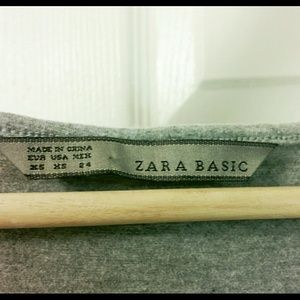 MADE IN CHINA
EUR USA MEX
XS XS 24
ZARA BASIC